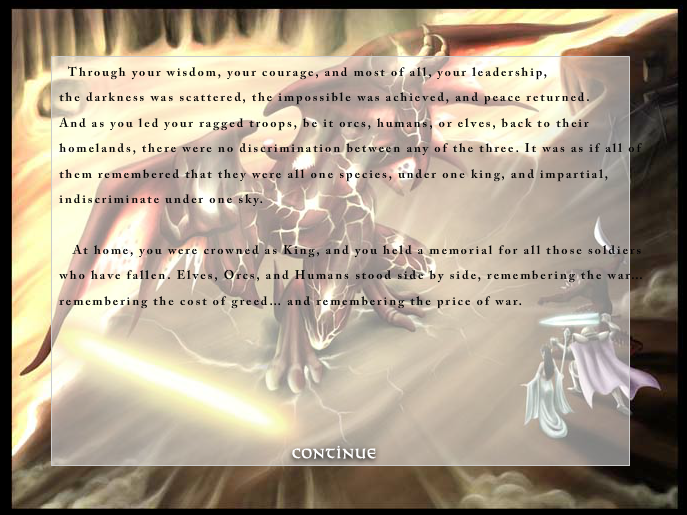 Through your wisdom, your courage, and most of all, your leadership,
the darkness was scattered, the impossible was achieved, and peace returned.
And as you led your ragged troops, be it orcs, humans, or elves, back to their
homelands, there were no discrimination between any of the three. It was as if all of
them remembered that they were all one species, under one king, and impartial,
indiscriminate under one sky.
At home, you were crowned as King, and you held a memorial for all those soldiers
who have fallen. Elves, Orcs, and Humans stood side by side, remembering the war...
remembering the cost of greed... and remembering the price of war.
CONTINUE